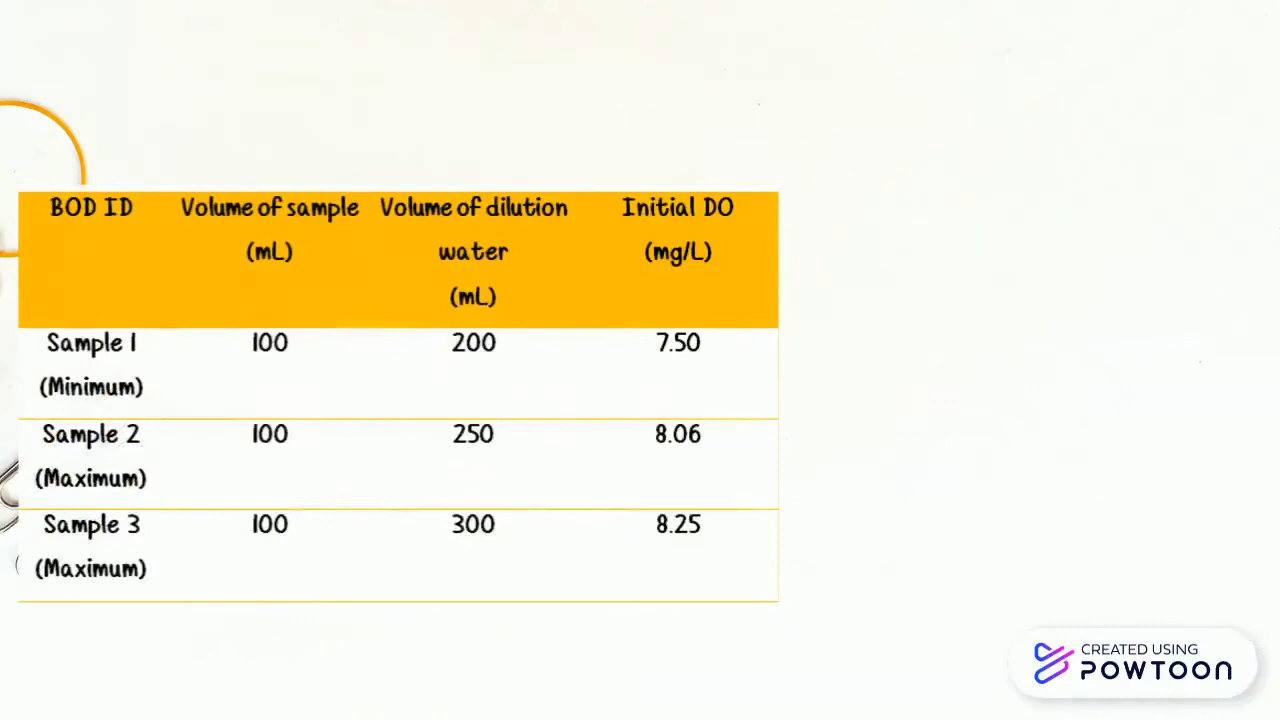 BOD ID Volume of sample Volume of dilution Initial DO
(mL) water (mg/L)
(mL)
Sample 1 100 200 7.50
(Minimum)
Sample 2 100 250 8.06
(Maximum)
Sample 3 100 300 8.25
(Maximum)
CREATED USING
POWTOON